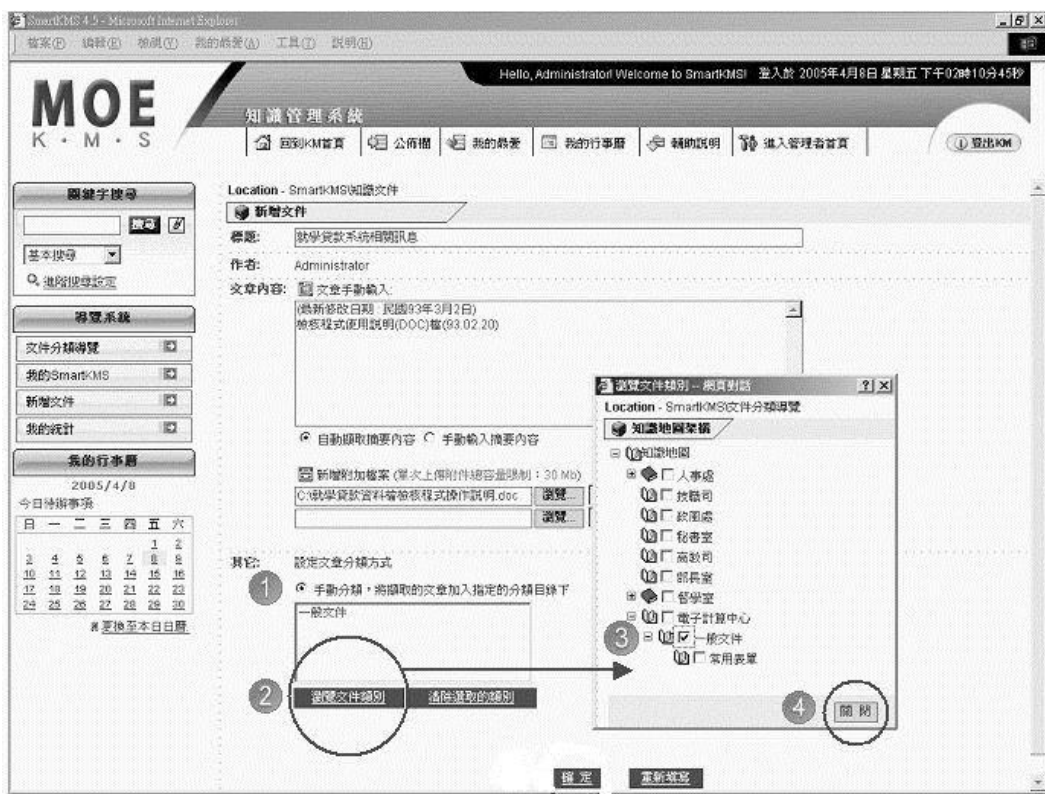 SmartKMS 4.5 - Microsoft Internet Explorer
檔案(F) 編輯(E) 檢視(V) 我的最愛(A) 工具(T) 說明(H)
Hello, Administrator! Welcome to SmartKMS! 登入於 2005年4月8日 星期五 下午02時10分45秒
MOE
K · M · S
知識管理系統
回到KM首頁 公佈欄 我的最愛 我的行事曆 輔助說明 進入管理者首頁 登出KM
關鍵字搜尋
搜尋
基本搜尋
進階搜尋設定
導覽系統
文件分類導覽
我的SmartKMS
新增文件
我的統計
我的行事曆
2005/4/8
今日待辦事項
日 一 二 三 四 五 六
1 2
3 4 5 6 7 8 9
10 11 12 13 14 15 16
17 18 19 20 21 22 23
24 25 26 27 28 29 30
更換至本日日曆
Location - SmartKMS\知識文件
新增文件
標題: 就學貸款系統相關訊息
作者: Administrator
文章內容: 文章手動輸入:
(最新修改日期 : 民國93年3月2日)
檢核程式使用說明(DOC)檔(93.02.20)
自動擷取摘要內容 手動輸入摘要內容
新增附加檔案 (單次上傳附件總容量限制：30 Mb)
C:\就學貸款資料檔檢核程式操作說明.doc 瀏覽...
瀏覽...
其它: 設定文章分類方式
1 手動分類，將擷取的文章加入指定的分類目錄下
一般文件
2 瀏覽文件類別 清除選取的類別
確定 重新填寫
瀏覽文件類別 -- 網頁對話
Location - SmartKMS\文件分類導覽
知識地圖架構
知識地圖
人事處
技職司
政風處
秘書室
高教司
部長室
督學室
電子計算中心
3 一般文件
常用表單
4 關閉